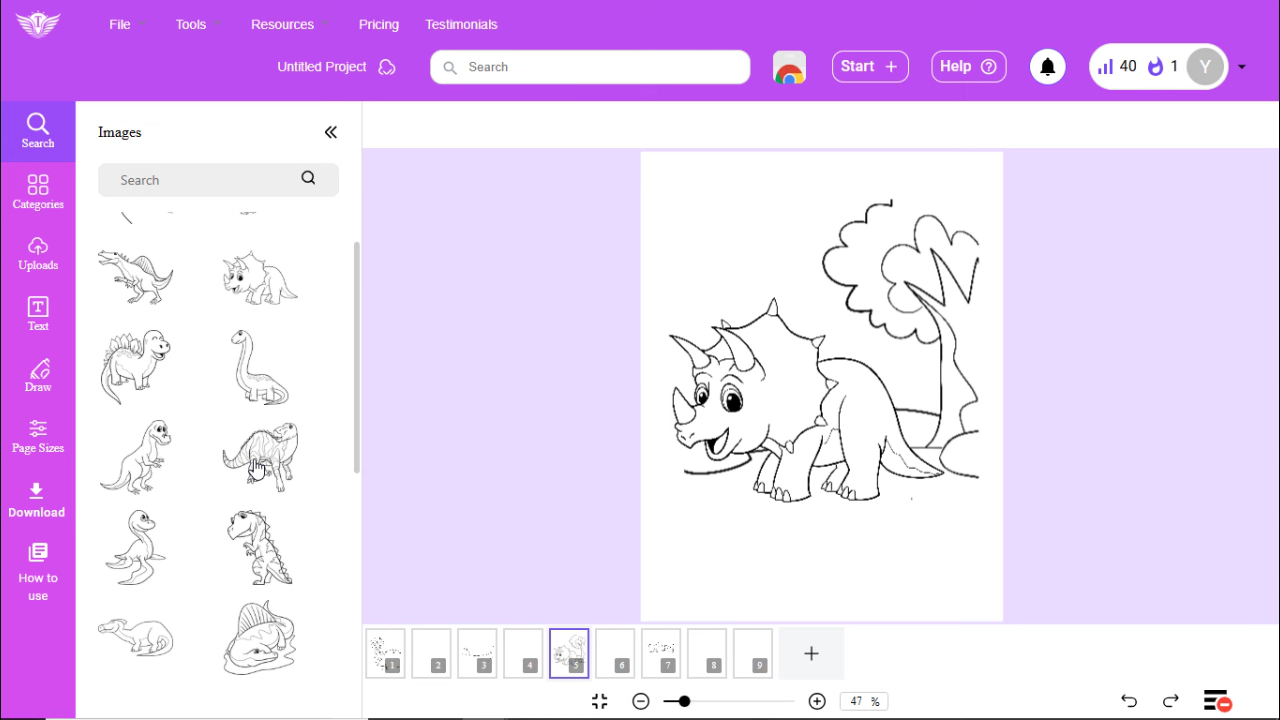 File
Tools
Resources
Pricing
Testimonials
Untitled Project
Search
Start +
Help
40
1
Y
Search
Categories
Uploads
Text
Draw
Page Sizes
Download
How to
use
Images
Search
1
2
3
4
5
6
7
8
9
47 %